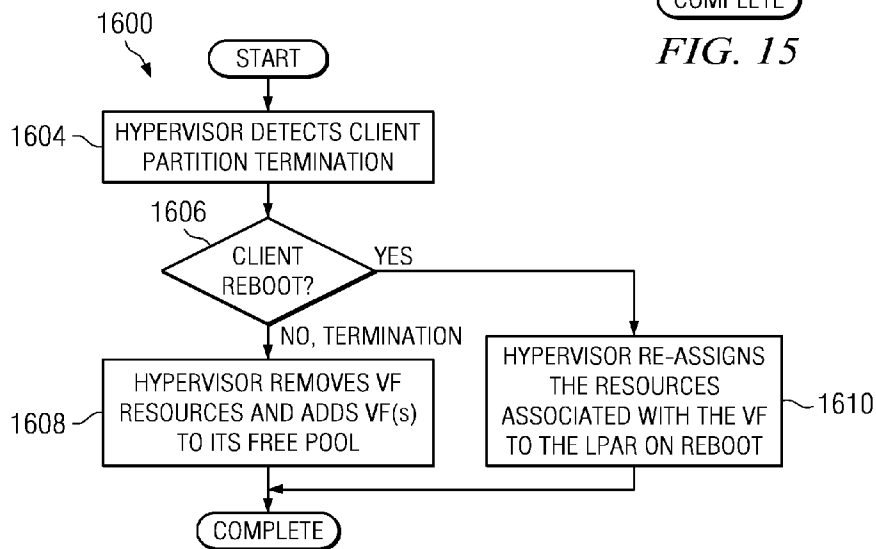 COMPLETE
FIG. 15
1600
START
1604
HYPERVISOR DETECTS CLIENT
PARTITION TERMINATION
1606
CLIENT
REBOOT?
YES
NO, TERMINATION
1608
HYPERVISOR REMOVES VF
RESOURCES AND ADDS VF(s)
TO ITS FREE POOL
HYPERVISOR RE-ASSIGNS
THE RESOURCES
ASSOCIATED WITH THE VF
TO THE LPAR ON REBOOT
1610
COMPLETE